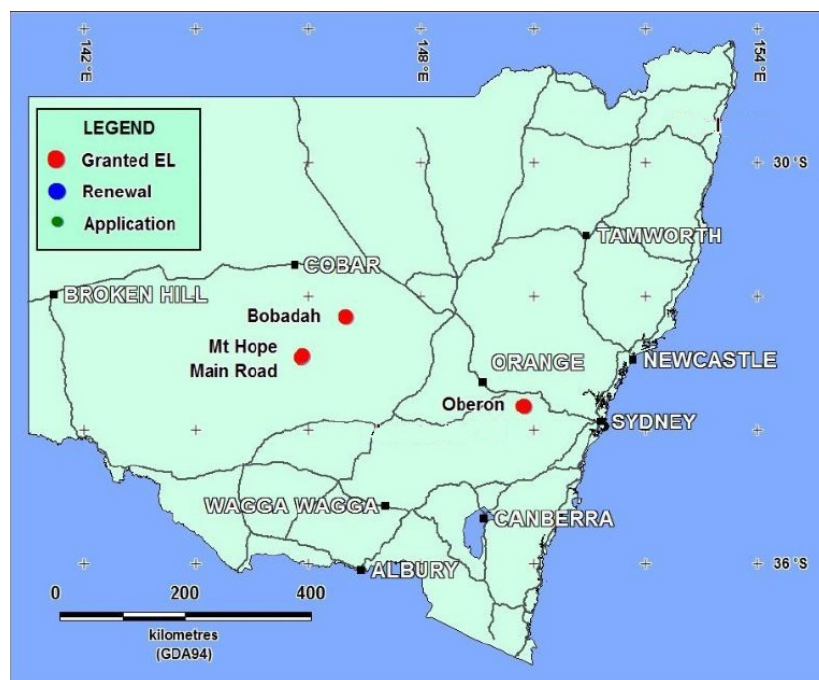 142 °E
148 °E
154 °E
LEGEND
Granted EL
Renewal
Application
30 °S
TAMWORTH
COBAR
BROKEN HILL
Bobadah
Mt Hope
Main Road
ORANGE
NEWCASTLE
Oberon
SYDNEY
WAGGA WAGGA
CANBERRA
36 °S
ALBURY
0 200 400
kilometres
(GDA94)